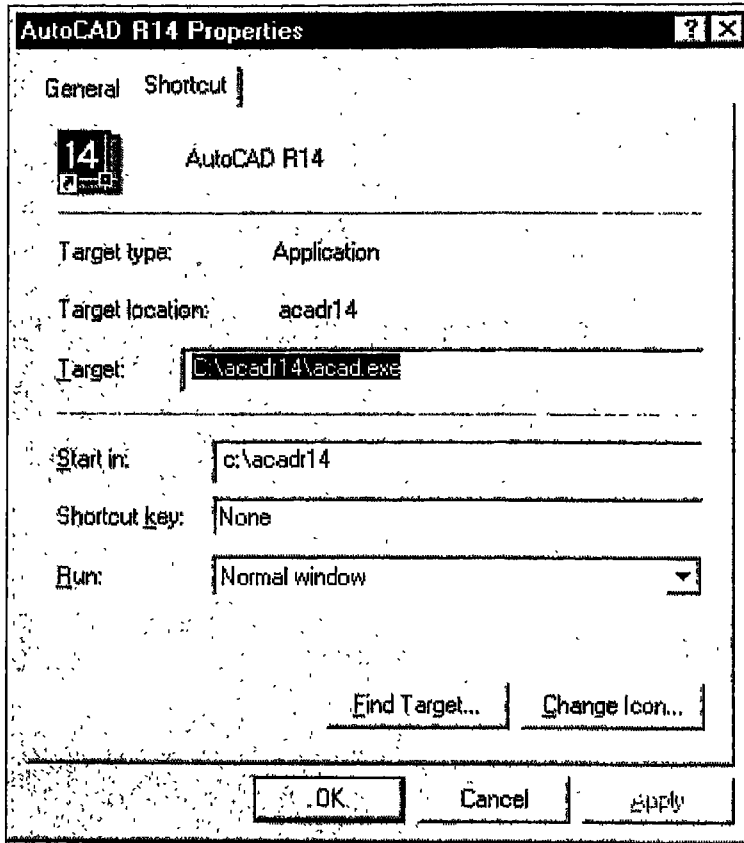 AutoCAD R14 Properties ? X
General Shortcut
14 AutoCAD R14
Target type: Application
Target location: acadr14
Target: C:\acadr14\acad.exe
Start in: c:\acadr14
Shortcut key: None
Run: Normal window
Find Target... Change Icon...
OK Cancel Apply